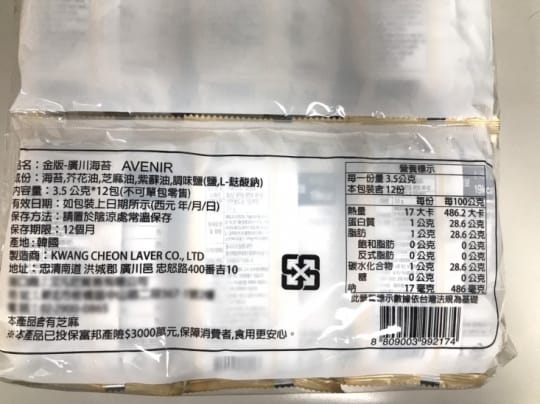 品名：金版-廣川海苔 AVENIR
成份：海苔,芥花油,芝麻油,紫蘇油,調味鹽(鹽,L-麩酸鈉)
內容量：3.5 公克*12包(不可單包零售)
有效日期：如包裝上日期所示(西元 年/月/日)
保存方法：請置於陰涼處常溫保存
保存期限：12個月
產地：韓國
製造商：KWANG CHEON LAVER CO., LTD
地址：忠清南道 洪城郡 廣川邑 忠怒路400番吉10
本產品含有芝麻
※本產品已投保富邦產險$3000萬元,保障消費者,食用更安心。
營養標示
每一份量 3.5公克
本包裝含 12份
每份 每100公克
熱量 17 大卡 486.2 大卡
蛋白質 1 公克 28.6 公克
脂肪 1 公克 28.6 公克
飽和脂肪 0 公克 0 公克
反式脂肪 0 公克 0 公克
碳水化合物 1 公克 28.6 公克
糖 0 公克 0 公克
鈉 17 毫克 486 毫克
此營養標示數據依台灣法規為基礎
8 809003 992174